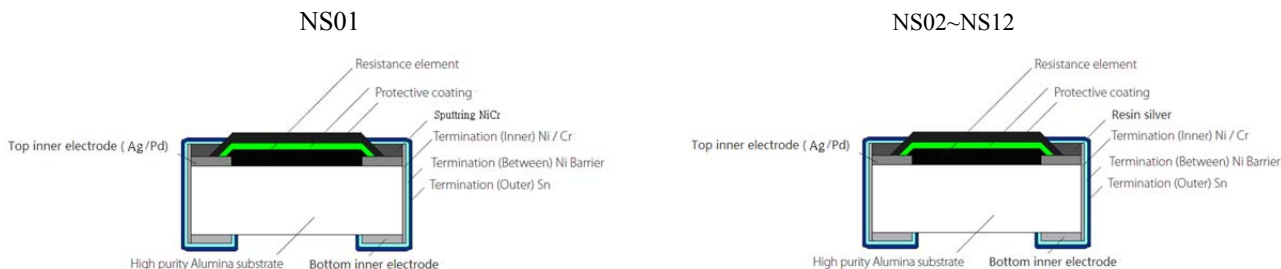 NS01
Resistance element
Protective coating
Sputtring NiCr
Termination (Inner) Ni / Cr
Top inner electrode ( Ag/Pd)
Termination (Between) Ni Barrier
Termination (Outer) Sn
High purity Alumina substrate
Bottom inner electrode
NS02~NS12
Resistance element
Protective coating
Resin silver
Termination (Inner) Ni / Cr
Top inner electrode ( Ag/Pd)
Termination (Between) Ni Barrier
Termination (Outer) Sn
High purity Alumina substrate
Bottom inner electrode